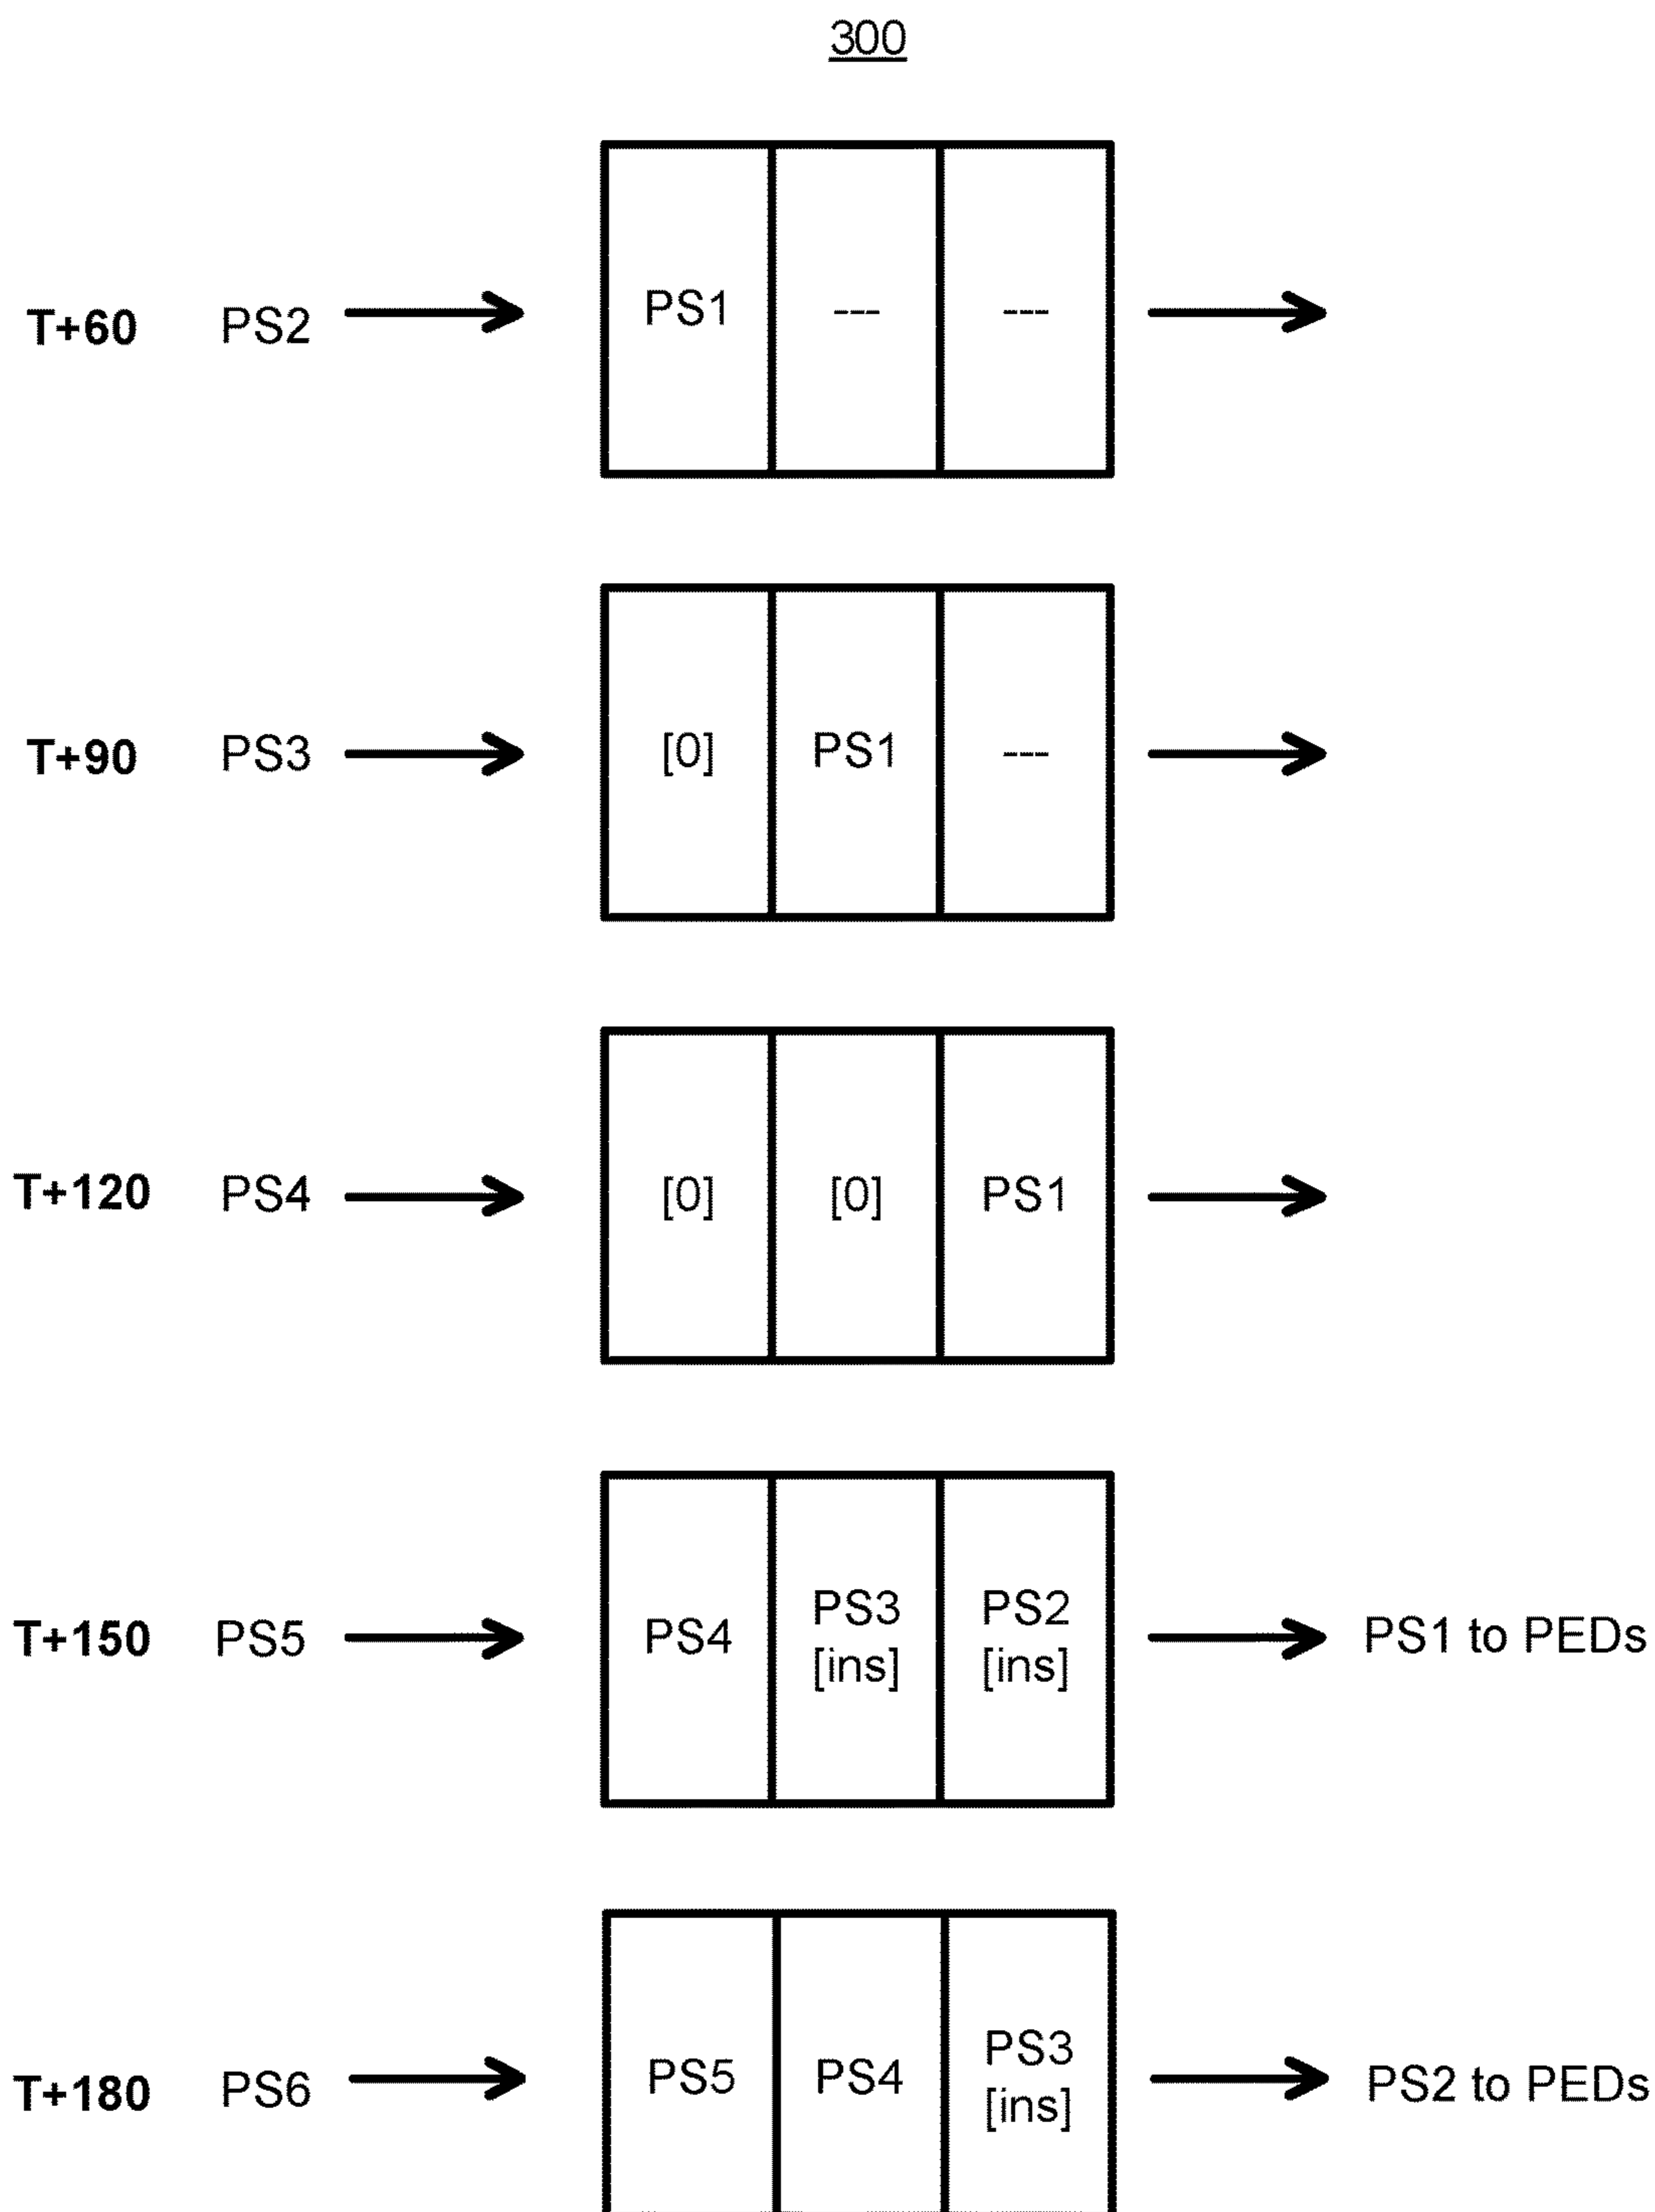 300
T+60 PS2 PS1 --- ---
T+90 PS3 [0] PS1 ---
T+120 PS4 [0] [0] PS1
T+150 PS5 PS4 PS3 [ins] PS2 [ins] PS1 to PEDs
T+180 PS6 PS5 PS4 PS3 [ins] PS2 to PEDs